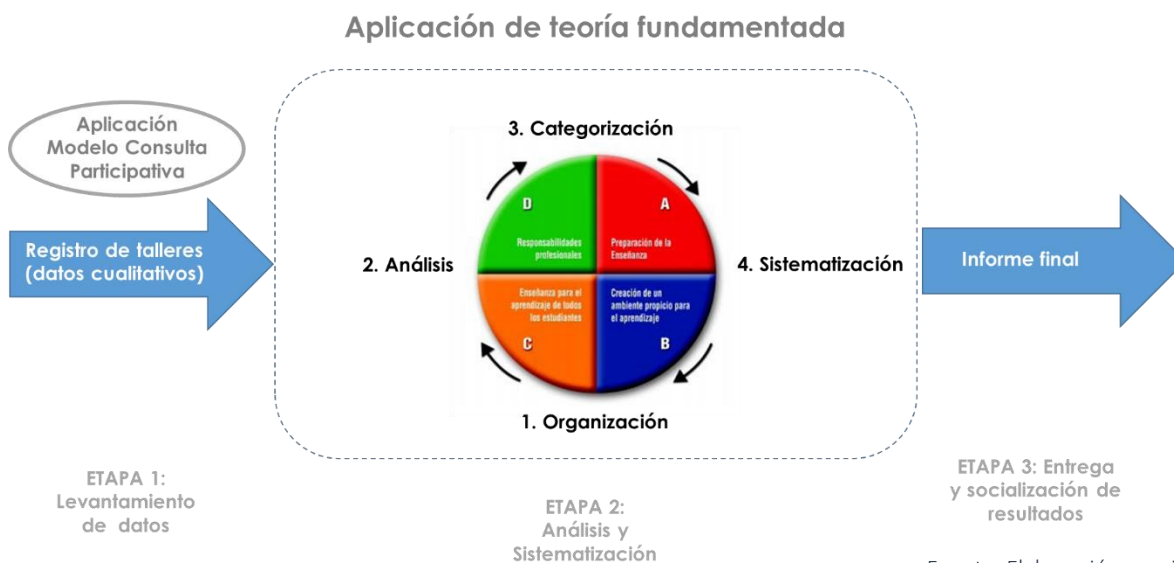 Aplicación de teoría fundamentada
Aplicación
Modelo Consulta
Participativa
Registro de talleres
(datos cualitativos)
3. Categorización
D
Responsabilidades
profesionales
A
Preparación de la
Enseñanza
2. Análisis
4. Sistematización
Enseñanza para el
aprendizaje de todos
los estudiantes
C
Creación de un
ambiente propicio para
el aprendizaje
B
1. Organización
Informe final
ETAPA 1:
Levantamiento
de datos
ETAPA 2:
Análisis y
Sistematización
ETAPA 3: Entrega
y socialización de
resultados